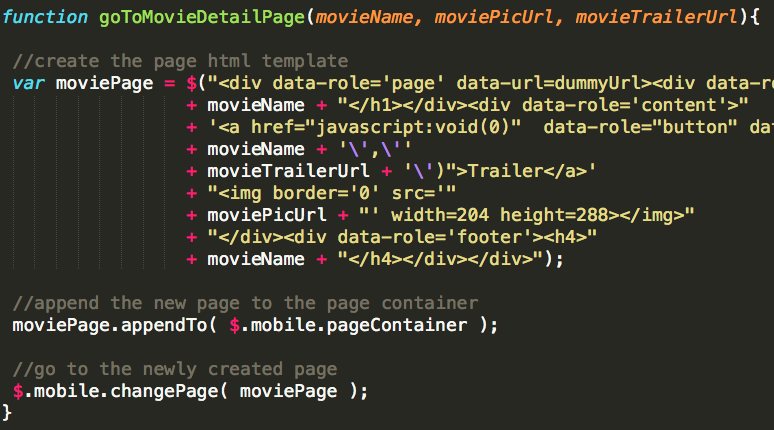 function goToMovieDetailPage(movieName, moviePicUrl, movieTrailerUrl){
//create the page html template
var moviePage = $("<div data-role='page' data-url=dummyUrl><div data-ro
+ movieName + "</h1></div><div data-role='content'>"
+ '<a href="javascript:void(0)"  data-role="button" dat
+ movieName + '\',\''
+ movieTrailerUrl + '\')">Trailer</a>'
+ "<img border='0' src='"
+ moviePicUrl + "' width=204 height=288></img>"
+ "</div><div data-role='footer'><h4>"
+ movieName + "</h4></div></div>");
//append the new page to the page container
moviePage.appendTo( $.mobile.pageContainer );
//go to the newly created page
$.mobile.changePage( moviePage );
}